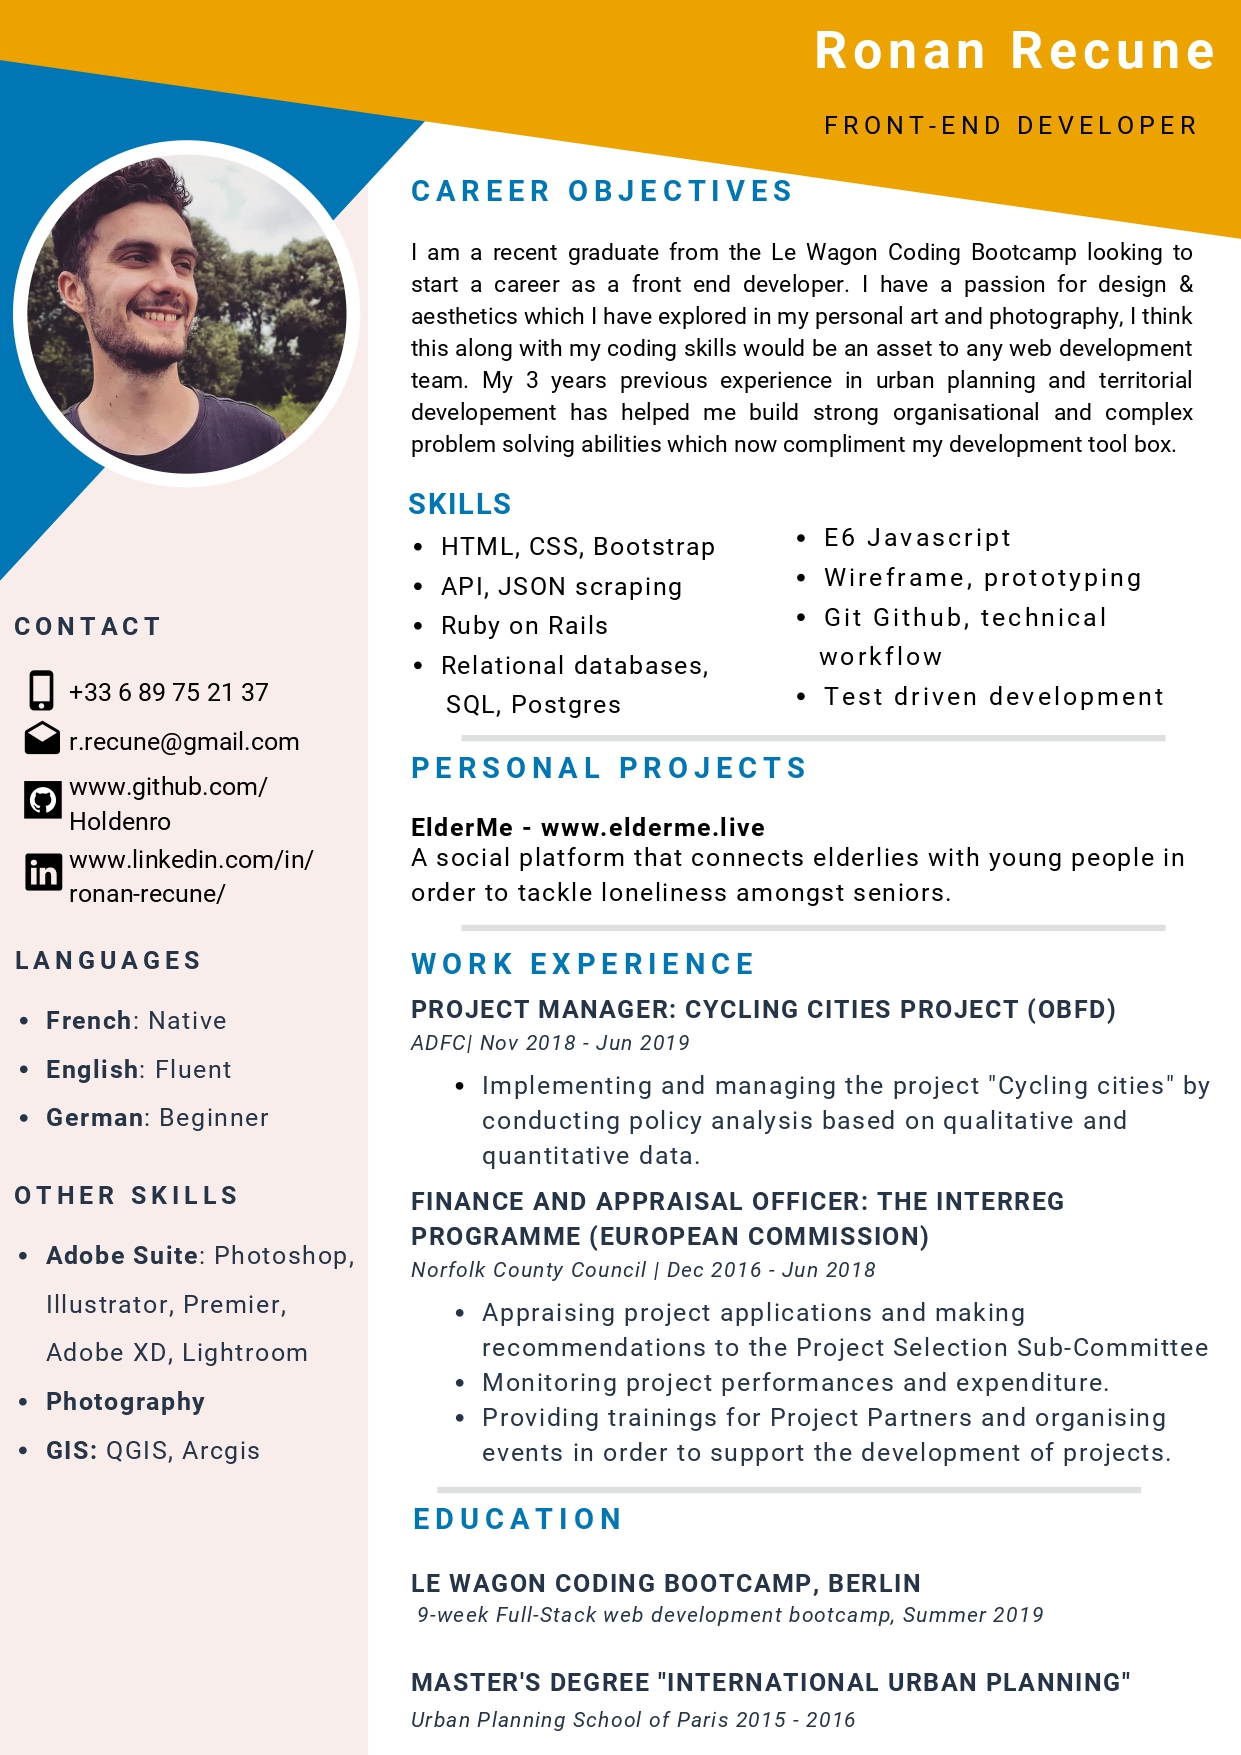 Ronan Recune
FRONT-END DEVELOPER
CAREER OBJECTIVES
I am a recent graduate from the Le Wagon Coding Bootcamp looking to
start a career as a front end developer. I have a passion for design &
aesthetics which I have explored in my personal art and photography, I think
this along with my coding skills would be an asset to any web development
team. My 3 years previous experience in urban planning and territorial
developement has helped me build strong organisational and complex
problem solving abilities which now compliment my development tool box.
SKILLS
• HTML, CSS, Bootstrap
• API, JSON scraping
• Ruby on Rails
• Relational databases,
SQL, Postgres
• E6 Javascript
• Wireframe, prototyping
• Git Github, technical
workflow
• Test driven development
PERSONAL PROJECTS
ElderMe - www.elderme.live
A social platform that connects elderlies with young people in
order to tackle loneliness amongst seniors.
WORK EXPERIENCE
PROJECT MANAGER: CYCLING CITIES PROJECT (OBFD)
ADFC| Nov 2018 - Jun 2019
• Implementing and managing the project "Cycling cities" by
conducting policy analysis based on qualitative and
quantitative data.
FINANCE AND APPRAISAL OFFICER: THE INTERREG
PROGRAMME (EUROPEAN COMMISSION)
Norfolk County Council | Dec 2016 - Jun 2018
• Appraising project applications and making
recommendations to the Project Selection Sub-Committee
• Monitoring project performances and expenditure.
• Providing trainings for Project Partners and organising
events in order to support the development of projects.
EDUCATION
LE WAGON CODING BOOTCAMP, BERLIN
9-week Full-Stack web development bootcamp, Summer 2019
MASTER'S DEGREE "INTERNATIONAL URBAN PLANNING"
Urban Planning School of Paris 2015 - 2016
CONTACT
+33 6 89 75 21 37
r.recune@gmail.com
www.github.com/
Holdenro
in
www.linkedin.com/in/
ronan-recune/
LANGUAGES
• French: Native
• English: Fluent
• German: Beginner
OTHER SKILLS
• Adobe Suite: Photoshop,
Illustrator, Premier,
Adobe XD, Lightroom
• Photography
• GIS: QGIS, Arcgis